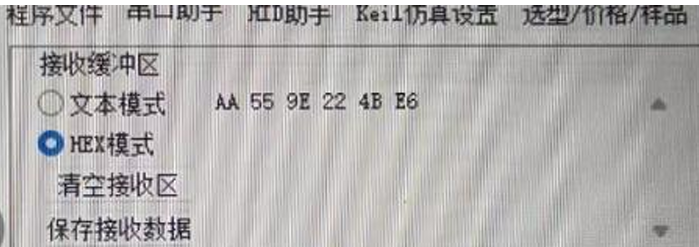 程序文件 串口助手 HID助手 Keil仿真设置 选型/价格/样品
接收缓冲区
文本模式 AA 55 9E 22 4B E6
HEX模式
清空接收区
保存接收数据